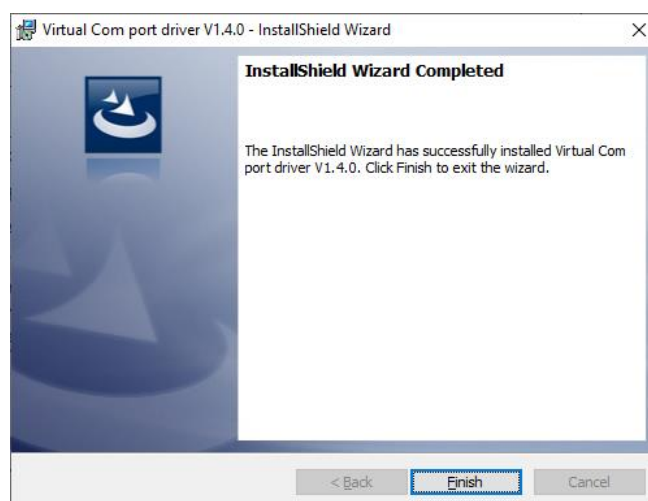 Virtual Com port driver V1.4.0 - InstallShield Wizard
InstallShield Wizard Completed
The InstallShield Wizard has successfully installed Virtual Com
port driver V1.4.0. Click Finish to exit the wizard.
< Back
Finish
Cancel